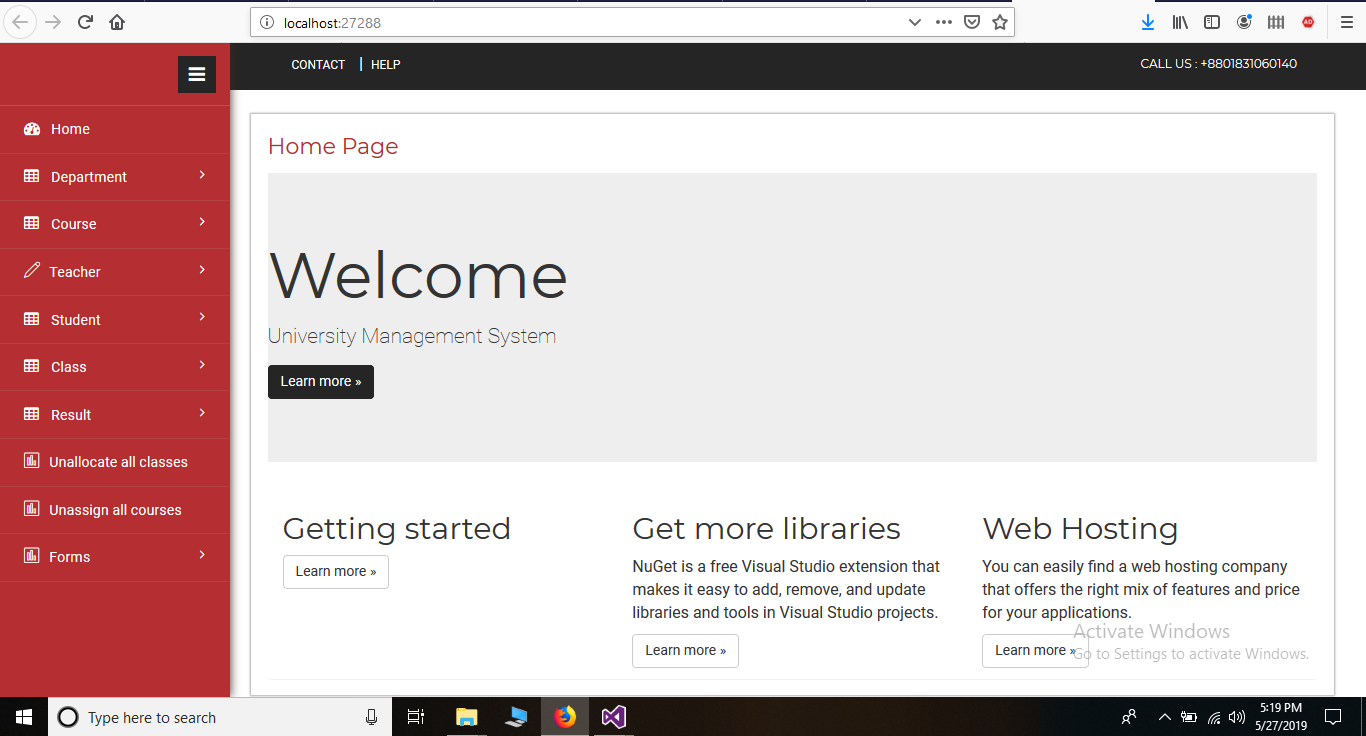 localhost:27288
CONTACT | HELP
CALL US : +8801831060140
Home
Department
Course
Teacher
Student
Class
Result
Unallocate all classes
Unassign all courses
Forms
Home Page
Welcome
University Management System
Learn more »
Getting started
Learn more »
Get more libraries
NuGet is a free Visual Studio extension that
makes it easy to add, remove, and update
libraries and tools in Visual Studio projects.
Learn more »
Web Hosting
You can easily find a web hosting company
that offers the right mix of features and price
for your applications.
Learn more »
Activate Windows
Go to Settings to activate Windows.
Type here to search
5:19 PM
5/27/2019